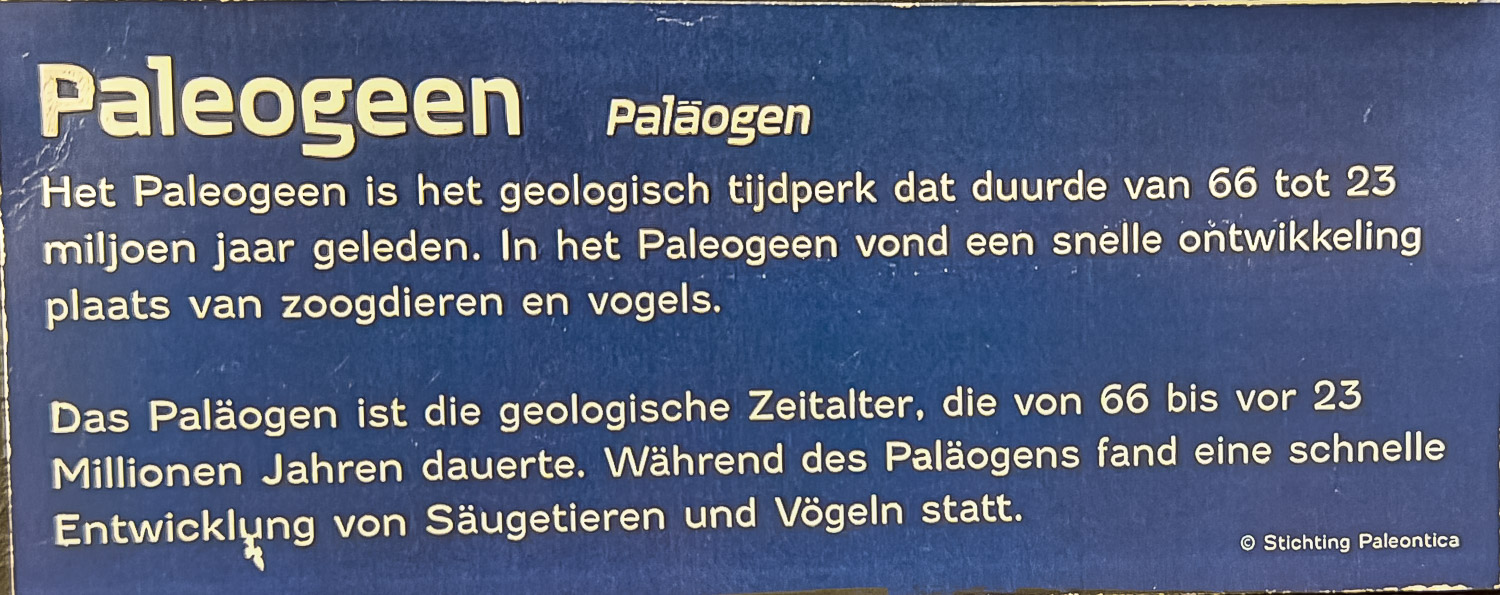 Paleogeen Paläogen
Het Paleogeen is het geologisch tijdperk dat duurde van 66 tot 23
miljoen jaar geleden. In het Paleogeen vond een snelle ontwikkeling
plaats van zoogdieren en vogels.
Das Paläogen ist die geologische Zeitalter, die von 66 bis vor 23
Millionen Jahren dauerte. Während des Paläogens fand eine schnelle
Entwicklung von Säugetieren und Vögeln statt.
© Stichting Paleontica